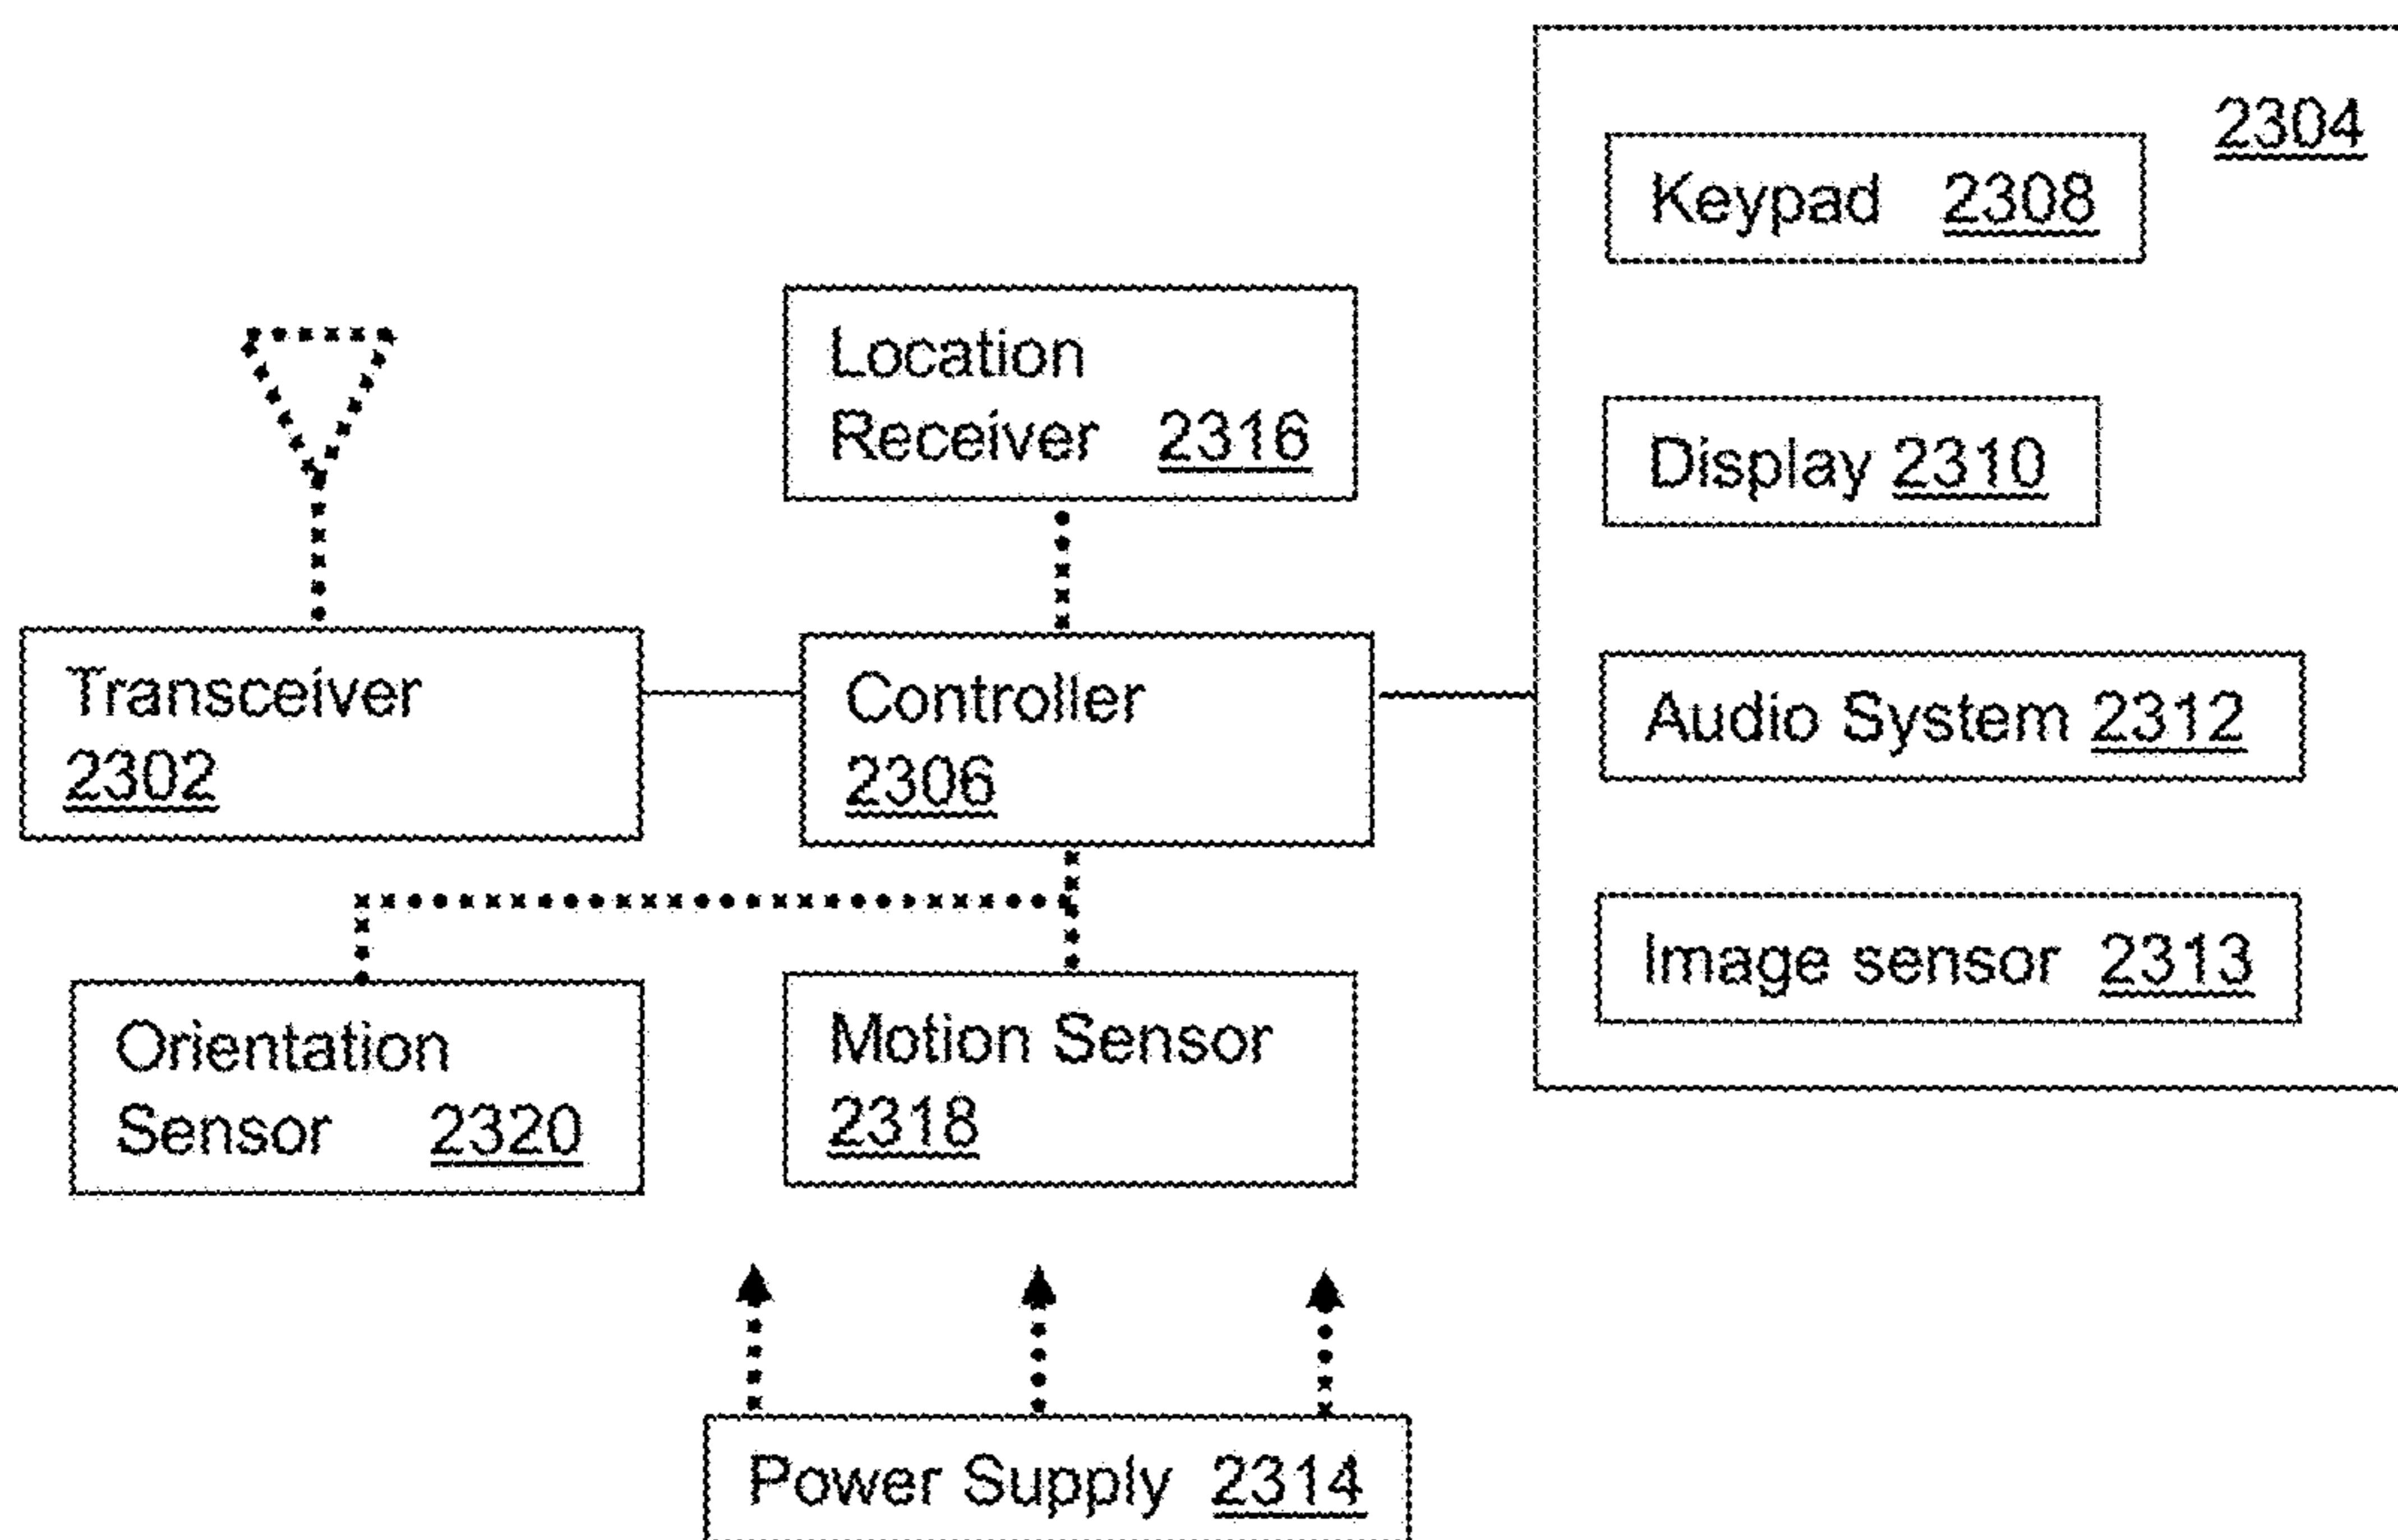 2304
Keypad 2308
Location
Receiver 2316
Display 2310
Transceiver
2302
Controller
2306
Audio System 2312
Image sensor 2313
Orientation
Sensor 2320
Motion Sensor
2318
Power Supply 2314